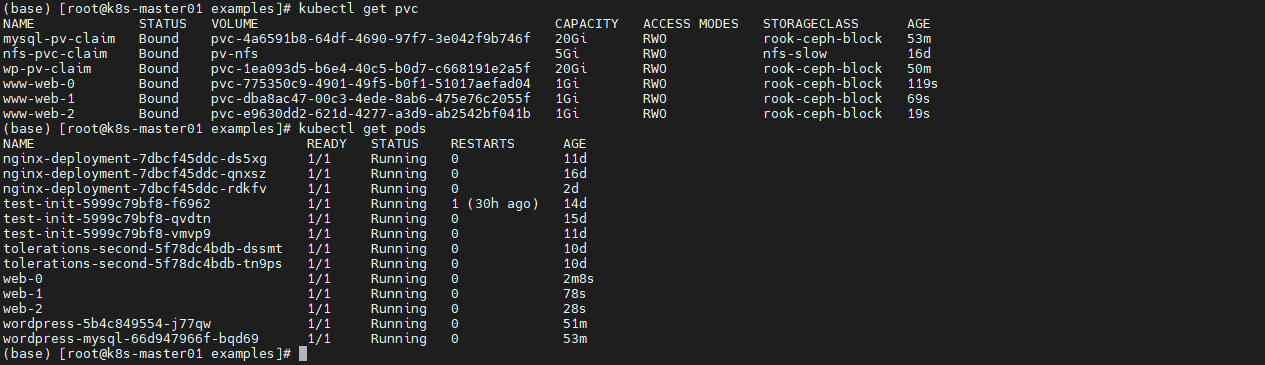 (base) [root@k8s-master01 examples]# kubectl get pvc
NAME STATUS VOLUME CAPACITY ACCESS MODES STORAGECLASS AGE
mysql-pv-claim Bound pvc-4a6591b8-64df-4690-97f7-3e042f9b746f 20Gi RWO rook-ceph-block 53m
nfs-pvc-claim Bound pv-nfs 5Gi RWO nfs-slow 16d
wp-pv-claim Bound pvc-1ea093d5-b6e4-40c5-b0d7-c668191e2a5f 20Gi RWO rook-ceph-block 50m
www-web-0 Bound pvc-775350c9-4901-49f5-b0f1-51017aefad04 1Gi RWO rook-ceph-block 119s
www-web-1 Bound pvc-dba8ac47-00c3-4ede-8ab6-475e76c2055f 1Gi RWO rook-ceph-block 69s
www-web-2 Bound pvc-e9630dd2-621d-4277-a3d9-ab2542bf041b 1Gi RWO rook-ceph-block 19s
(base) [root@k8s-master01 examples]# kubectl get pods
NAME READY STATUS RESTARTS AGE
nginx-deployment-7dbcf45ddc-ds5xg 1/1 Running 0 11d
nginx-deployment-7dbcf45ddc-qnxsz 1/1 Running 0 16d
nginx-deployment-7dbcf45ddc-rdkfv 1/1 Running 0 2d
test-init-5999c79bf8-f6962 1/1 Running 1 (30h ago) 14d
test-init-5999c79bf8-qvdtn 1/1 Running 0 15d
test-init-5999c79bf8-vmvp9 1/1 Running 0 11d
tolerations-second-5f78dc4bdb-dssmt 1/1 Running 0 10d
tolerations-second-5f78dc4bdb-tn9ps 1/1 Running 0 10d
web-0 1/1 Running 0 2m8s
web-1 1/1 Running 0 78s
web-2 1/1 Running 0 28s
wordpress-5b4c849554-j77qw 1/1 Running 0 51m
wordpress-mysql-66d947966f-bqd69 1/1 Running 0 53m
(base) [root@k8s-master01 examples]#